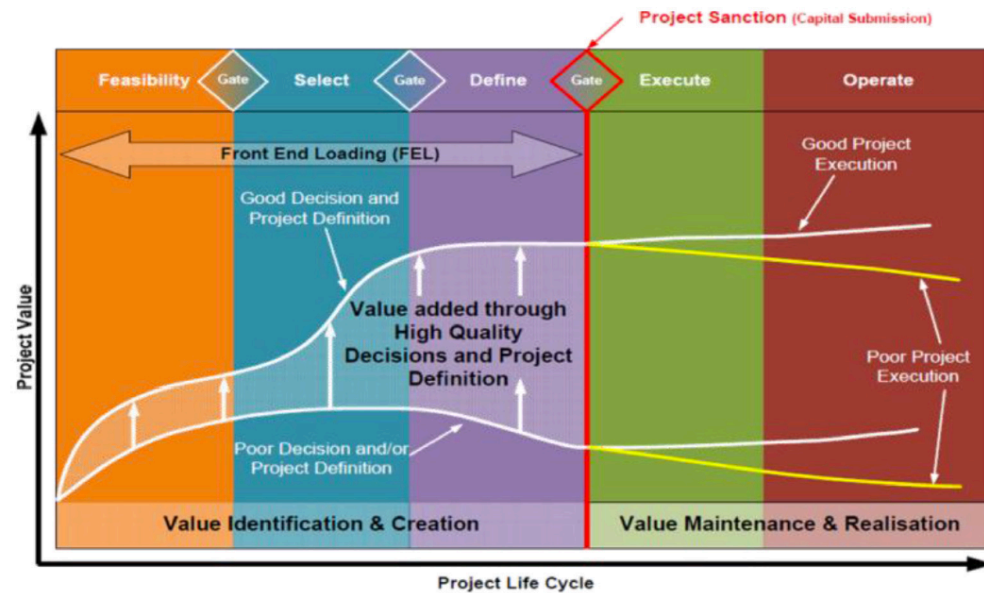 Project Sanction (Capital Submission)
Feasibility
Gate
Select
Gate
Define
Gate
Execute
Operate
Front End Loading (FEL)
Good Project
Execution
Good Decision and
Project Definition
Value added through
High Quality
Decisions and Project
Definition
Poor Project
Execution
Poor Decision and/or
Project Definition
Value Identification & Creation
Value Maintenance & Realisation
Project Value
Project Life Cycle